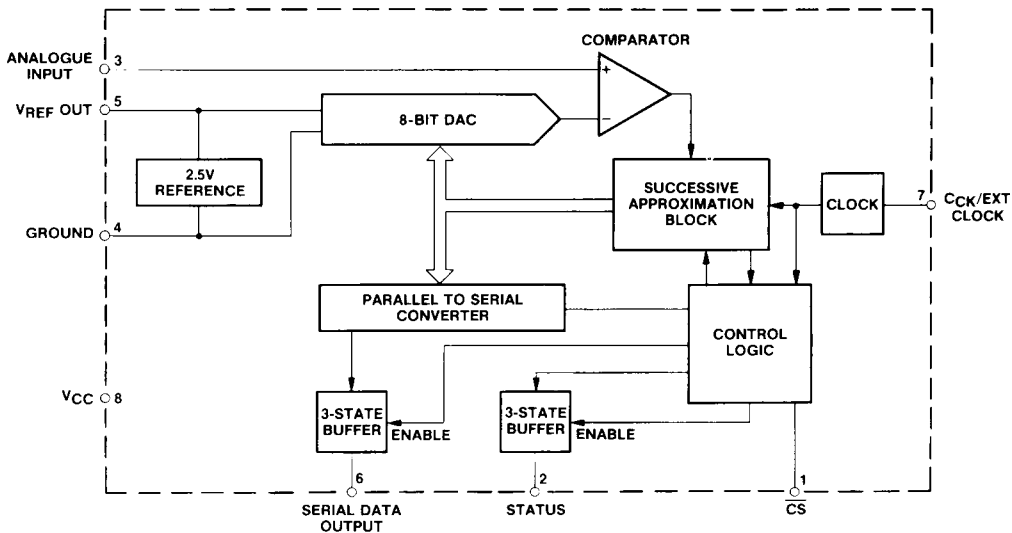 COMPARATOR
ANALOGUE
INPUT
3
+
VREF OUT
5
8-BIT DAC
−
2.5V
REFERENCE
SUCCESSIVE
APPROXIMATION
BLOCK
CLOCK
7
CCK/EXT
CLOCK
GROUND
4
PARALLEL TO SERIAL
CONVERTER
CONTROL
LOGIC
VCC
8
3-STATE
BUFFER
ENABLE
3-STATE
BUFFER
ENABLE
6
2
1
SERIAL DATA
OUTPUT
STATUS
C̅S̅